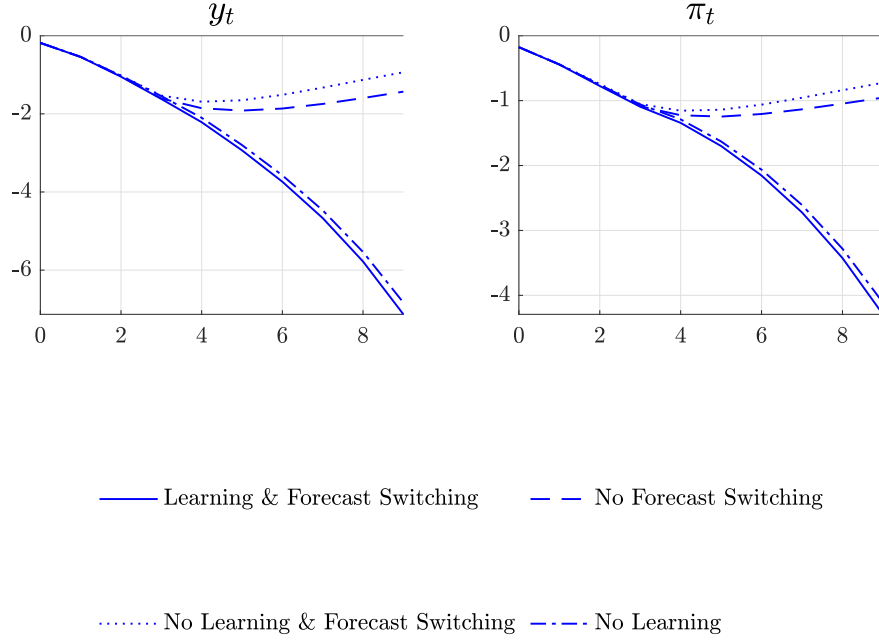 y_t
π_t
0
-2
-4
-6
0 2 4 6 8
0
-1
-2
-3
-4
0 2 4 6 8
Learning & Forecast Switching
No Forecast Switching
No Learning & Forecast Switching
No Learning